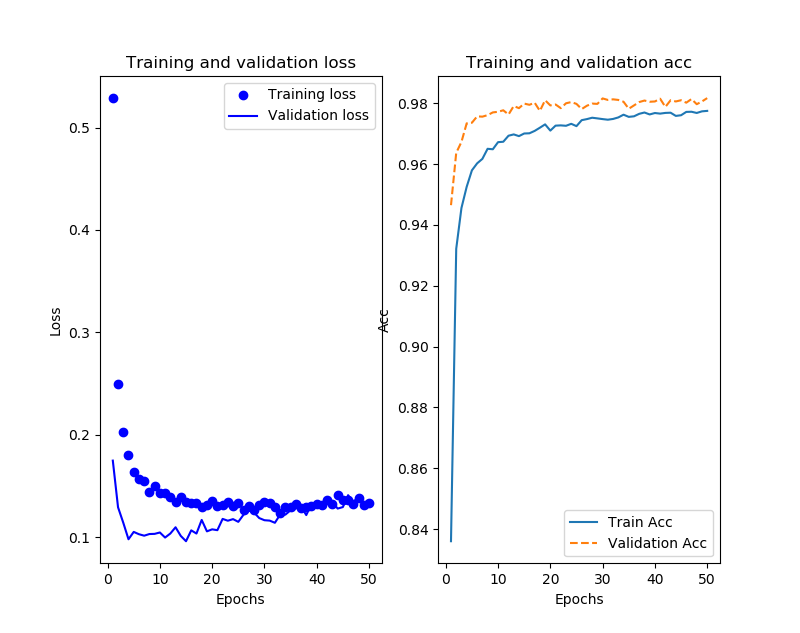 Training and validation loss
Training loss
Validation loss
0.5
0.4
0.3
0.2
0.1
Loss
0 10 20 30 40 50
Epochs
Training and validation acc
0.98
0.96
0.94
0.92
0.90
0.88
0.86
0.84
Acc
Train Acc
Validation Acc
0 10 20 30 40 50
Epochs